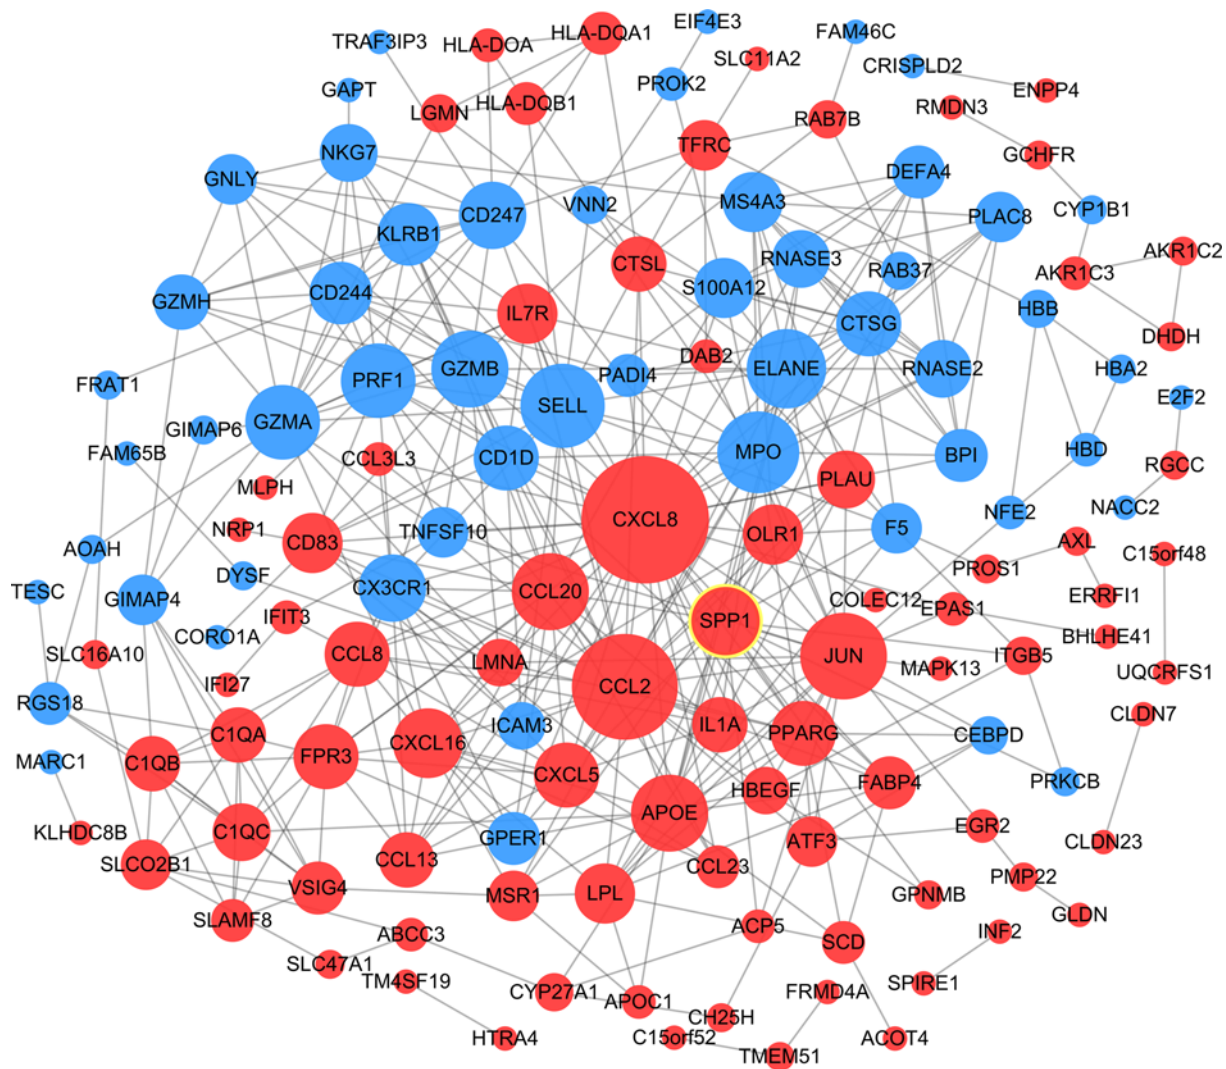 EIF4E3
FAM46C
TRAF3IP3
HLA-DOA
HLA-DQA1
SLC11A2
CRISPLD2
PROK2
GAPT
ENPP4
HLA-DQB1
LGMN
RMDN3
RAB7B
TFRC
NKG7
GCHFR
DEFA4
GNLY
MS4A3
VNN2
CD247
PLAC8
CYP1B1
KLRB1
AKR1C2
RNASE3
CTSL
RAB37
AKR1C3
S100A12
CD244
GZMH
HBB
IL7R
CTSG
DHDH
DAB2
GZMB
ELANE
RNASE2
HBA2
PADI4
PRF1
FRAT1
E2F2
SELL
GZMA
GIMAP6
FAM65B
HBD
MPO
BPI
CD1D
CCL3L3
RGCC
PLAU
MLPH
NACC2
NFE2
CXCL8
NRP1
TNFSF10
OLR1
F5
CD83
AOAH
C15orf48
AXL
PROS1
DYSF
CX3CR1
TESC
CCL20
GIMAP4
ERRFI1
COLEC12
EPAS1
IFIT3
SPP1
BHLHE41
CORO1A
SLC16A10
CCL8
LMNA
JUN
ITGB5
MAPK13
UQCRFS1
IFI27
CCL2
RGS18
CLDN7
ICAM3
IL1A
PPARG
C1QA
CEBPD
CXCL16
FPR3
MARC1
C1QB
CXCL5
PRKCB
FABP4
HBEGF
APOE
KLHDC8B
C1QC
EGR2
GPER1
ATF3
CLDN23
CCL13
SLCO2B1
CCL23
PMP22
VSIG4
MSR1
LPL
GPNMB
GLDN
SLAMF8
ACP5
INF2
ABCC3
SCD
SLC47A1
TM4SF19
SPIRE1
CYP27A1
FRMD4A
APOC1
CH25H
HTRA4
C15orf52
ACOT4
TMEM51